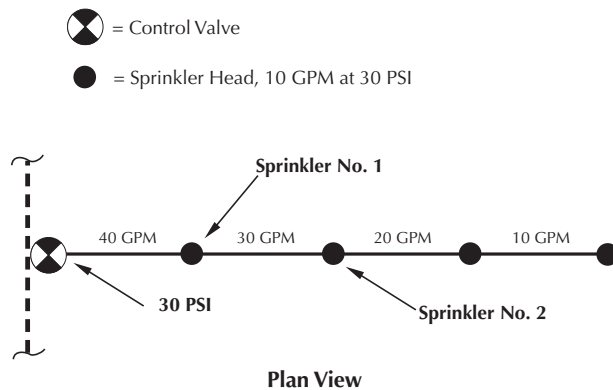 = Control Valve
= Sprinkler Head, 10 GPM at 30 PSI
Sprinkler No. 1
40 GPM 30 GPM 20 GPM 10 GPM
30 PSI
Sprinkler No. 2
Plan View